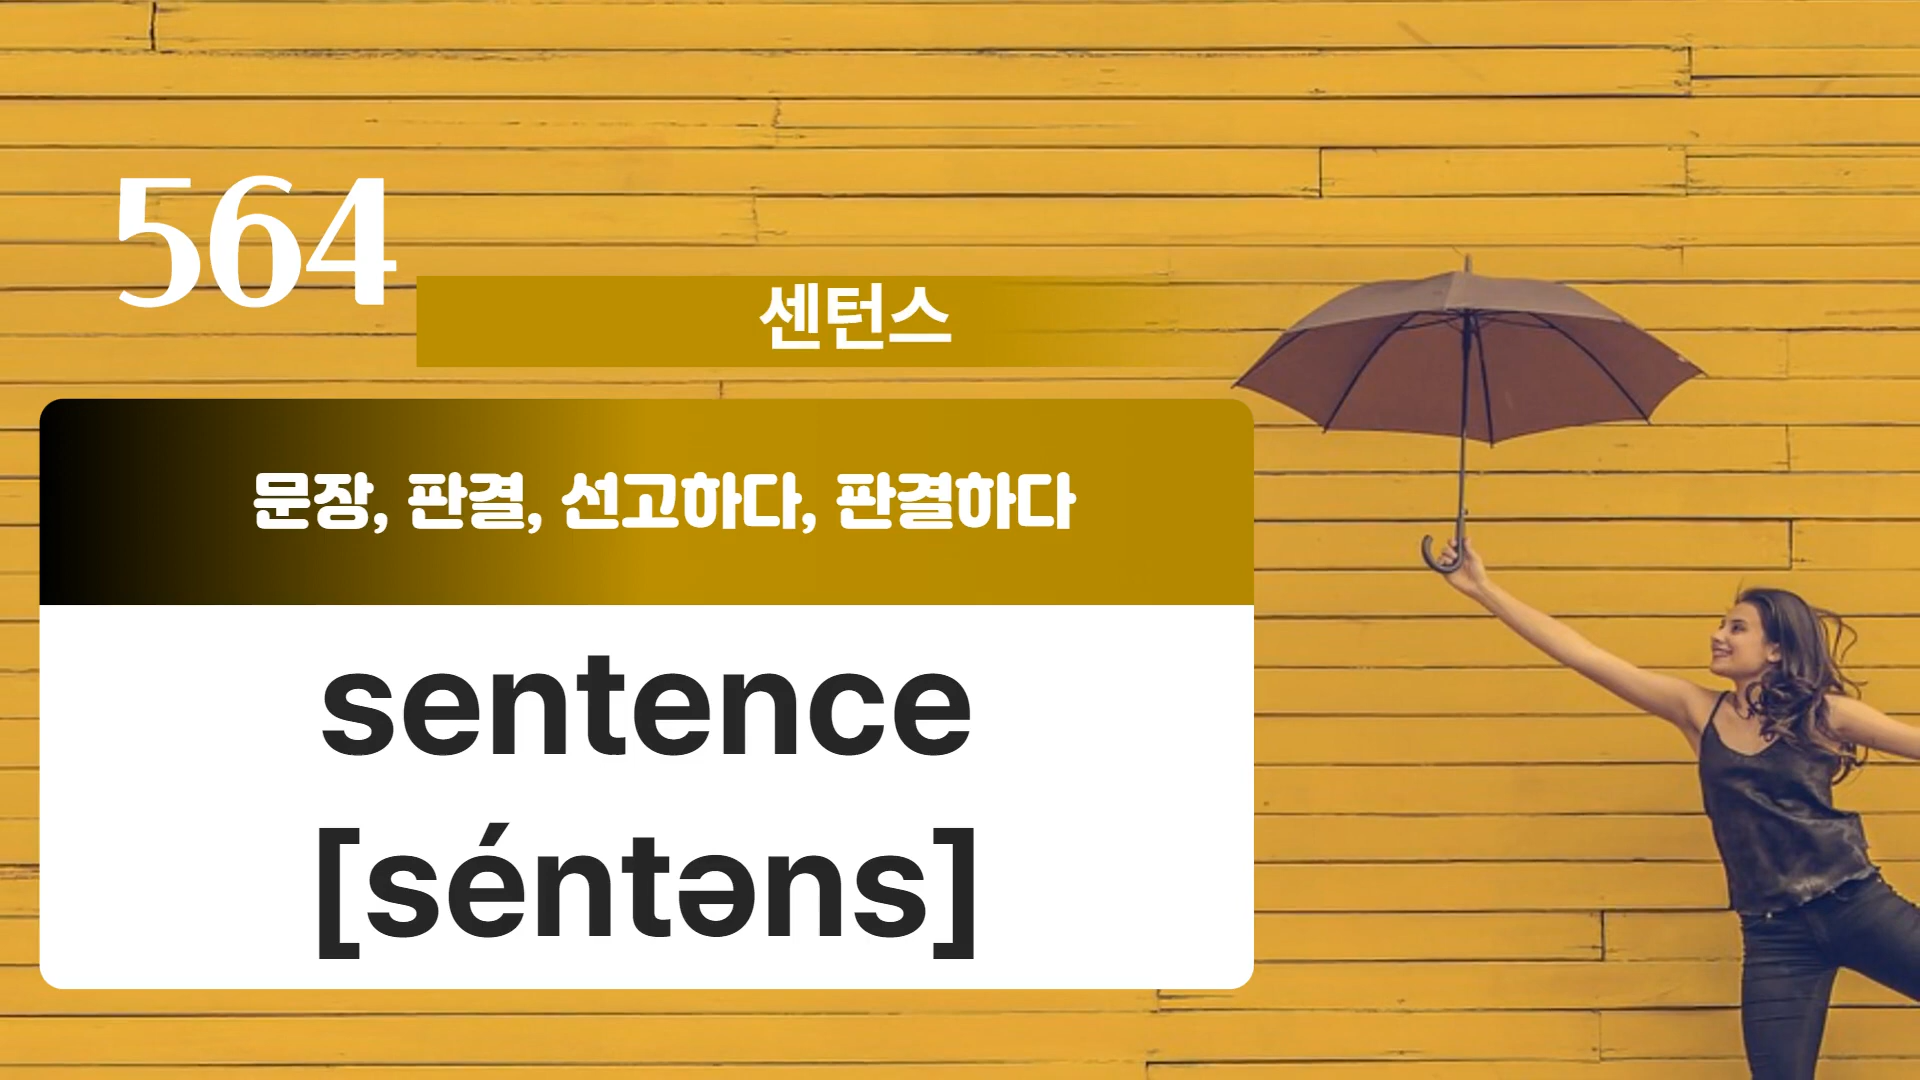 564
센턴스
문장, 판결, 선고하다, 판결하다
sentence
[séntəns]